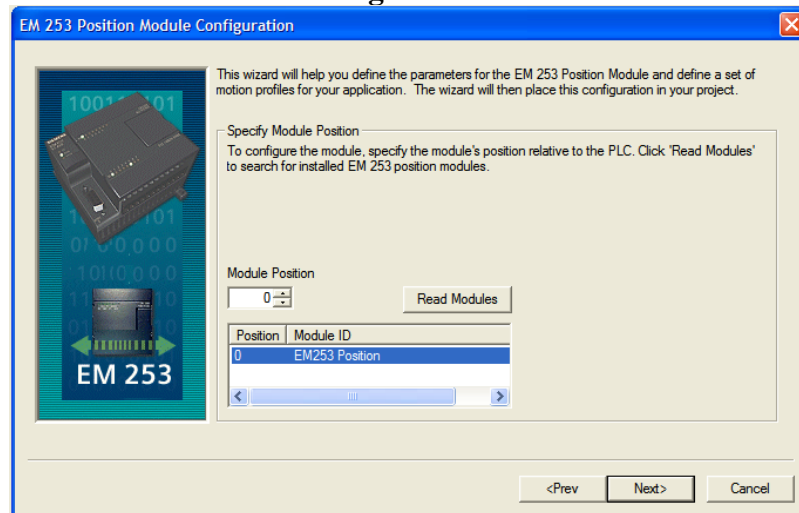 EM 253 Position Module Configuration
This wizard will help you define the parameters for the EM 253 Position Module and define a set of
motion profiles for your application. The wizard will then place this configuration in your project.
Specify Module Position
To configure the module, specify the module's position relative to the PLC. Click 'Read Modules'
to search for installed EM 253 position modules.
Module Position
0
Read Modules
Position Module ID
0 EM253 Position
EM 253
<Prev Next> Cancel